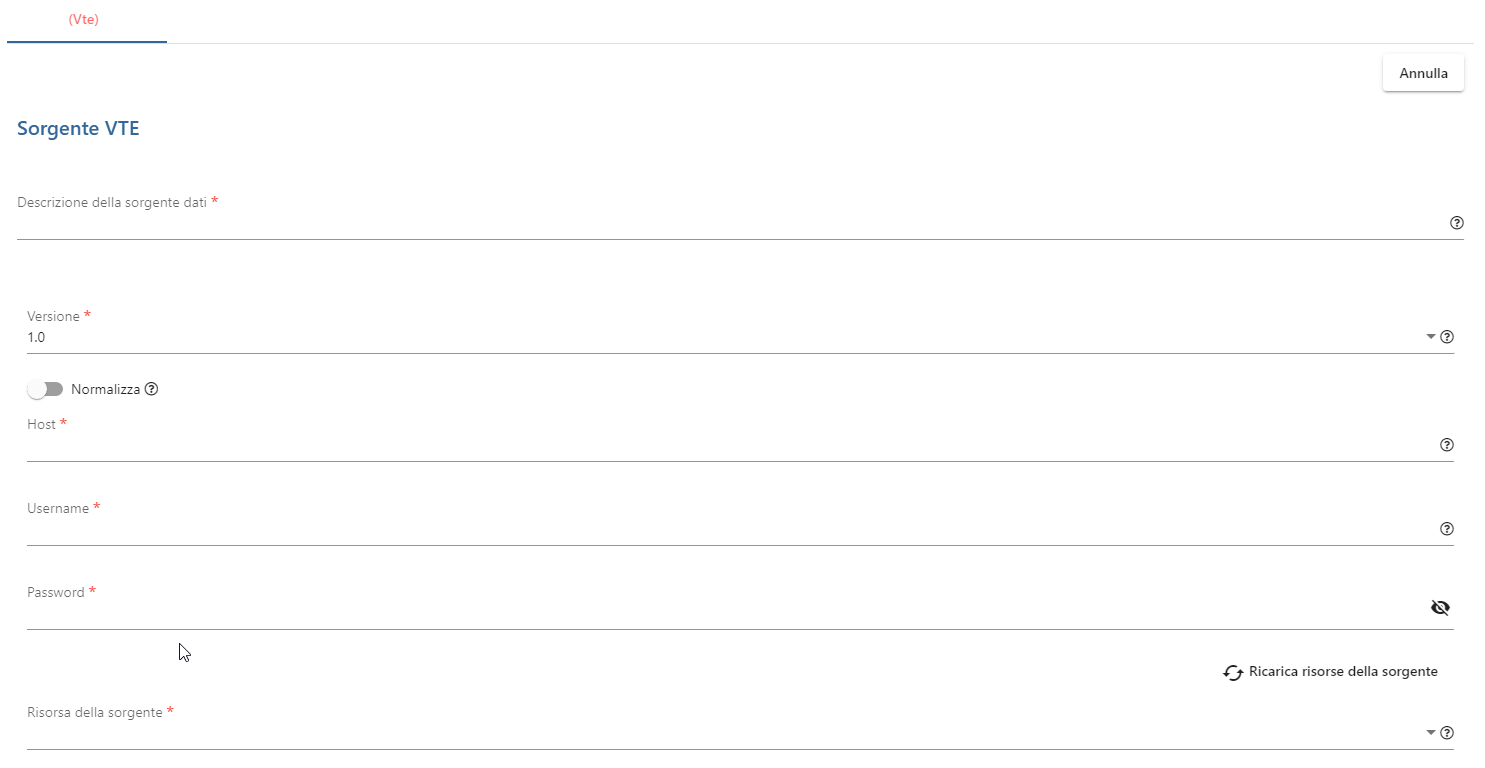 (Vte)
Annulla
Sorgente VTE
Descrizione della sorgente dati *
Versione *
1.0
Normalizza
Host *
Username *
Password *
Ricarica risorse della sorgente
Risorsa della sorgente *